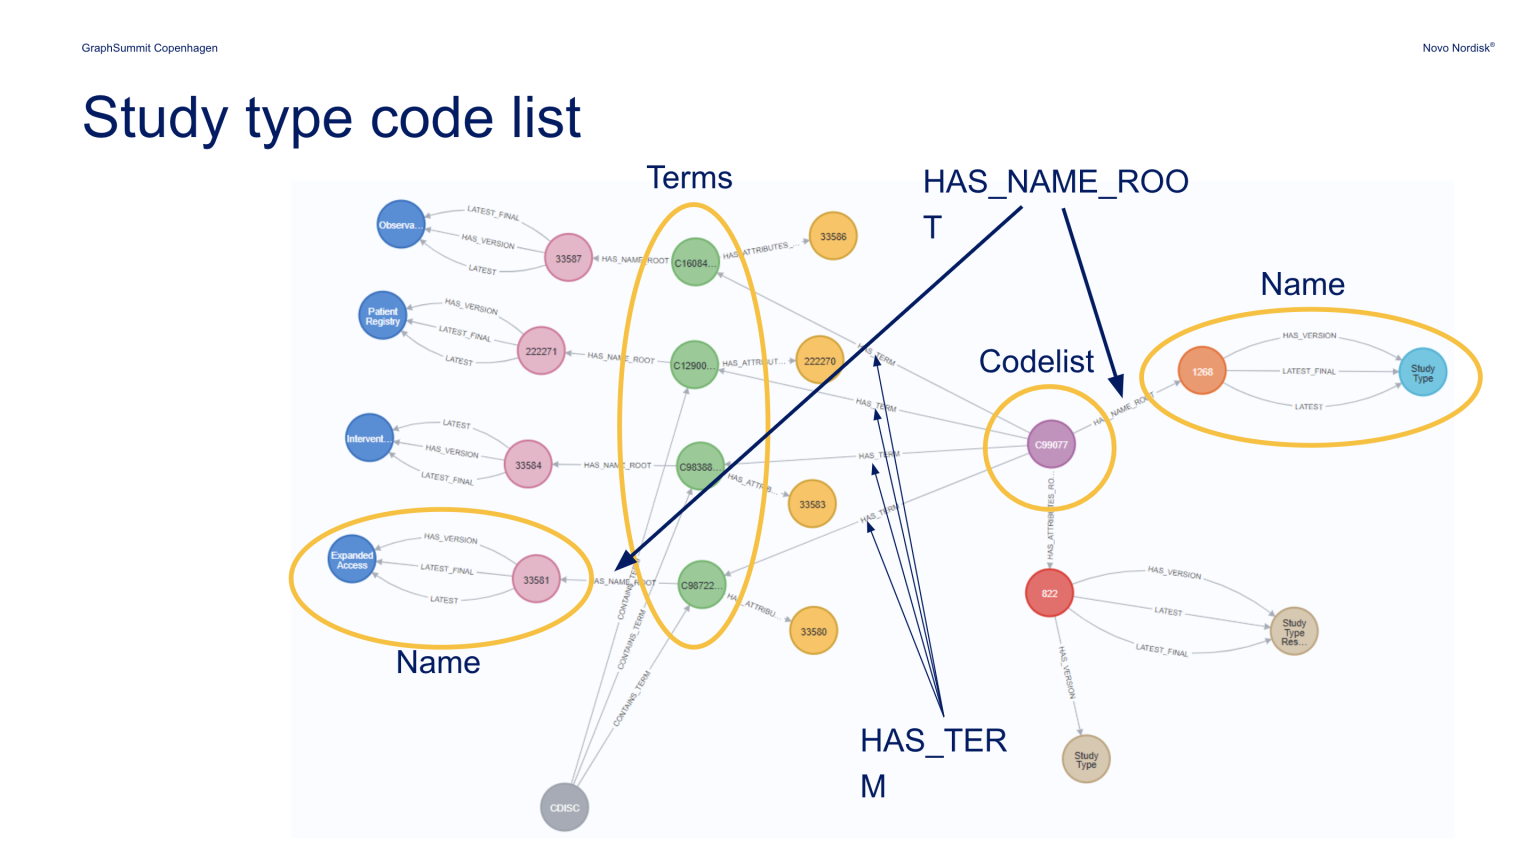 GraphSummit Copenhagen
Novo Nordisk®
Study type code list
Terms
HAS_NAME_ROO
T
Name
Codelist
Name
HAS_TER
M
Observa...
LATEST_FINAL
HAS_VERSION
LATEST
33587
HAS_NAME_ROOT
C16084...
HAS_ATTRIBUTES_...
33586
Patient
Registry
HAS_VERSION
LATEST_FINAL
LATEST
222271
HAS_NAME_ROOT
C12900...
HAS_ATTRIBUT...
222270
Intervent...
LATEST
HAS_VERSION
LATEST_FINAL
33584
HAS_NAME_ROOT
C98388...
HAS_ATTRIB...
33583
Expanded
Access
HAS_VERSION
LATEST_FINAL
LATEST
33581
HAS_NAME_ROOT
C98722...
HAS_ATTRIBU...
33580
HAS_TERM
HAS_TERM
HAS_TERM
HAS_TERM
C99077
HAS_NAME_ROOT
1268
HAS_VERSION
LATEST_FINAL
LATEST
Study
Type
HAS_ATTRIBUTES_RO...
822
HAS_VERSION
LATEST
LATEST_FINAL
Study
Type
Res...
HAS_VERSION
Study
Type
CONTAINS_TERM
CONTAINS_TERM
CONTAINS_TERM
CDISC